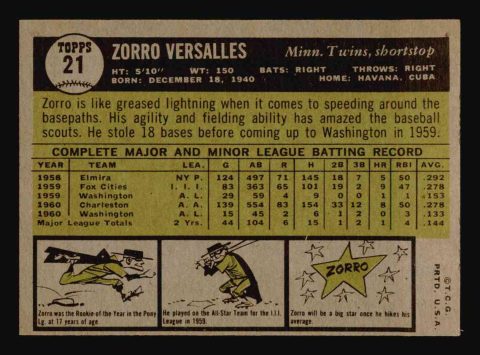 TOPPS
21
ZORRO VERSALLES
Minn. Twins, shortstop
HT: 5'10" WT: 150 BATS: RIGHT THROWS: RIGHT
BORN: DECEMBER 18, 1940 HOME: HAVANA, CUBA
Zorro is like greased lightning when it comes to speeding around the
basepaths. His agility and fielding ability has amazed the baseball
scouts. He stole 18 bases before coming up to Washington in 1959.
COMPLETE MAJOR AND MINOR LEAGUE BATTING RECORD
YEAR TEAM LEA. G AB R H 2B 3B HR RBI AVG.
1958 Elmira NY P. 124 497 71 145 18 7 5 50 .292
1959 Fox Cities I. I. I. 83 363 65 101 19 2 9 47 .278
1959 Washington A. L. 29 59 4 9 0 0 1 1 .153
1960 Charleston A. A. 139 554 83 154 33 12 8 50 .278
1960 Washington A. L. 15 45 2 6 1 2 0 3 .133
Major League Totals 2 Yrs. 44 104 6 15 1 2 1 4 .144
Zorro was the Rookie-of the Year in the Pony
Lg. at 17 years of age.
He played on the All-Star Team for the I.I.I.
League in 1959.
ZORRO
Zorro will be a big star once he hikes his
average.
©T.C.G.
PRTD. U.S.A.